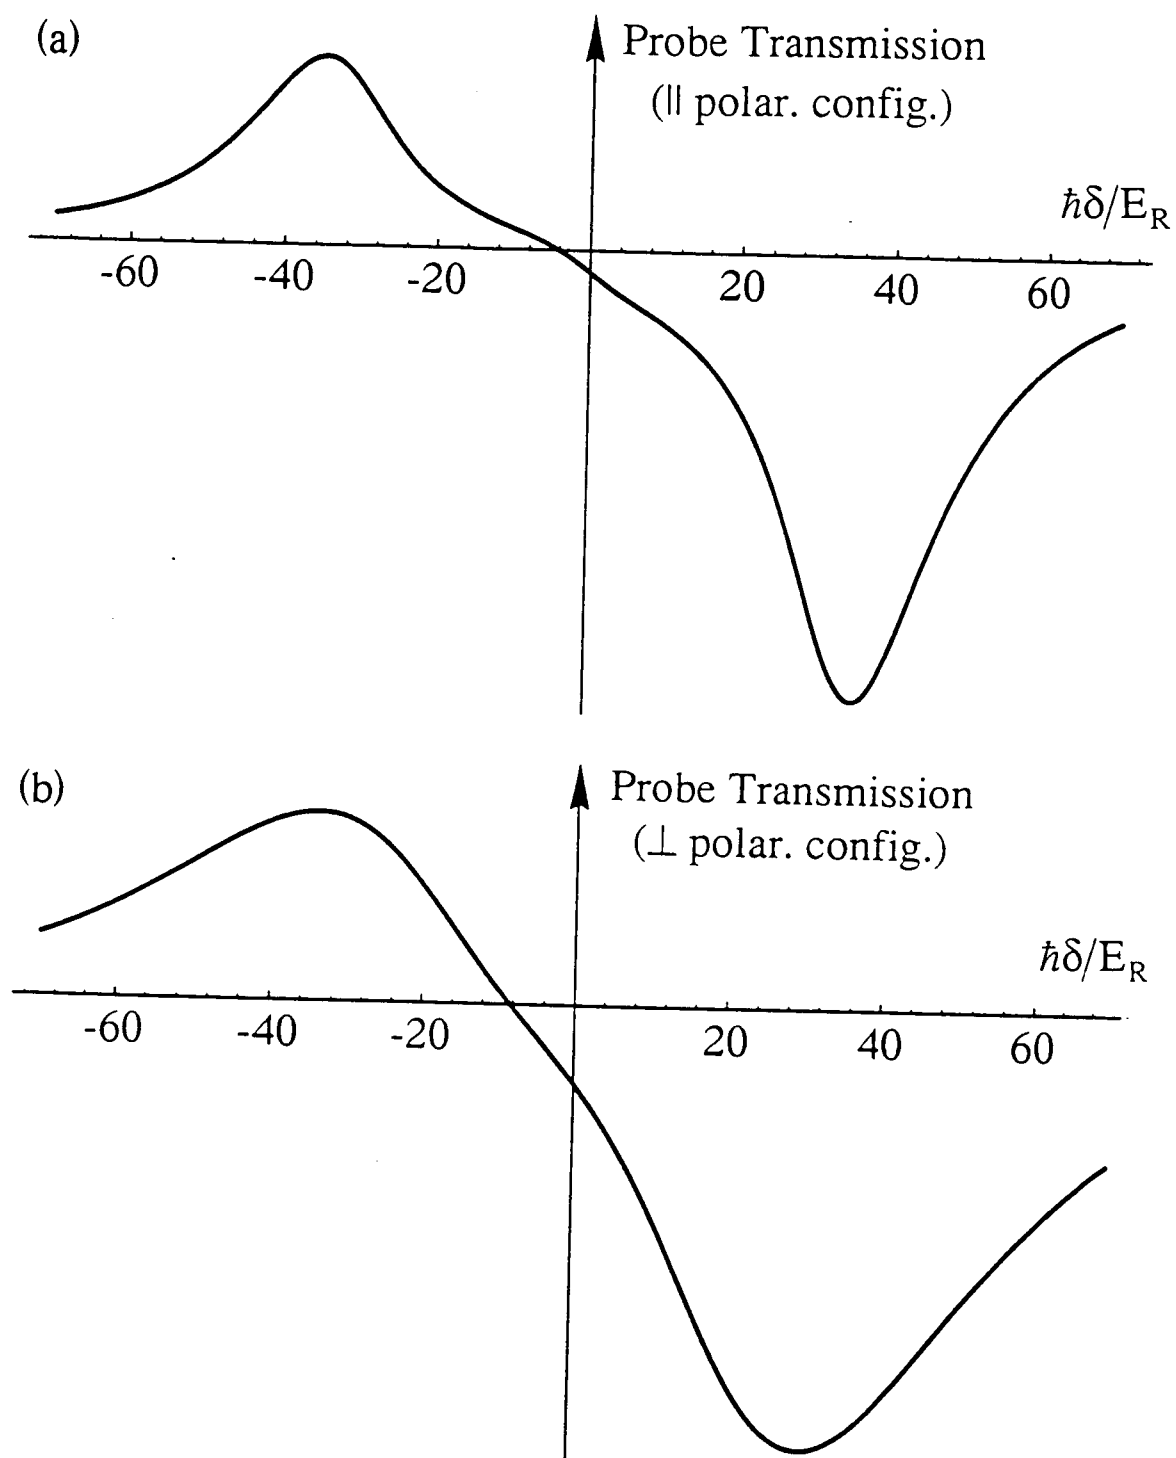 (a)
Probe Transmission
(|| polar. config.)
ħδ/E_R
-60 -40 -20 20 40 60
(b)
Probe Transmission
(⊥ polar. config.)
ħδ/E_R
-60 -40 -20 20 40 60